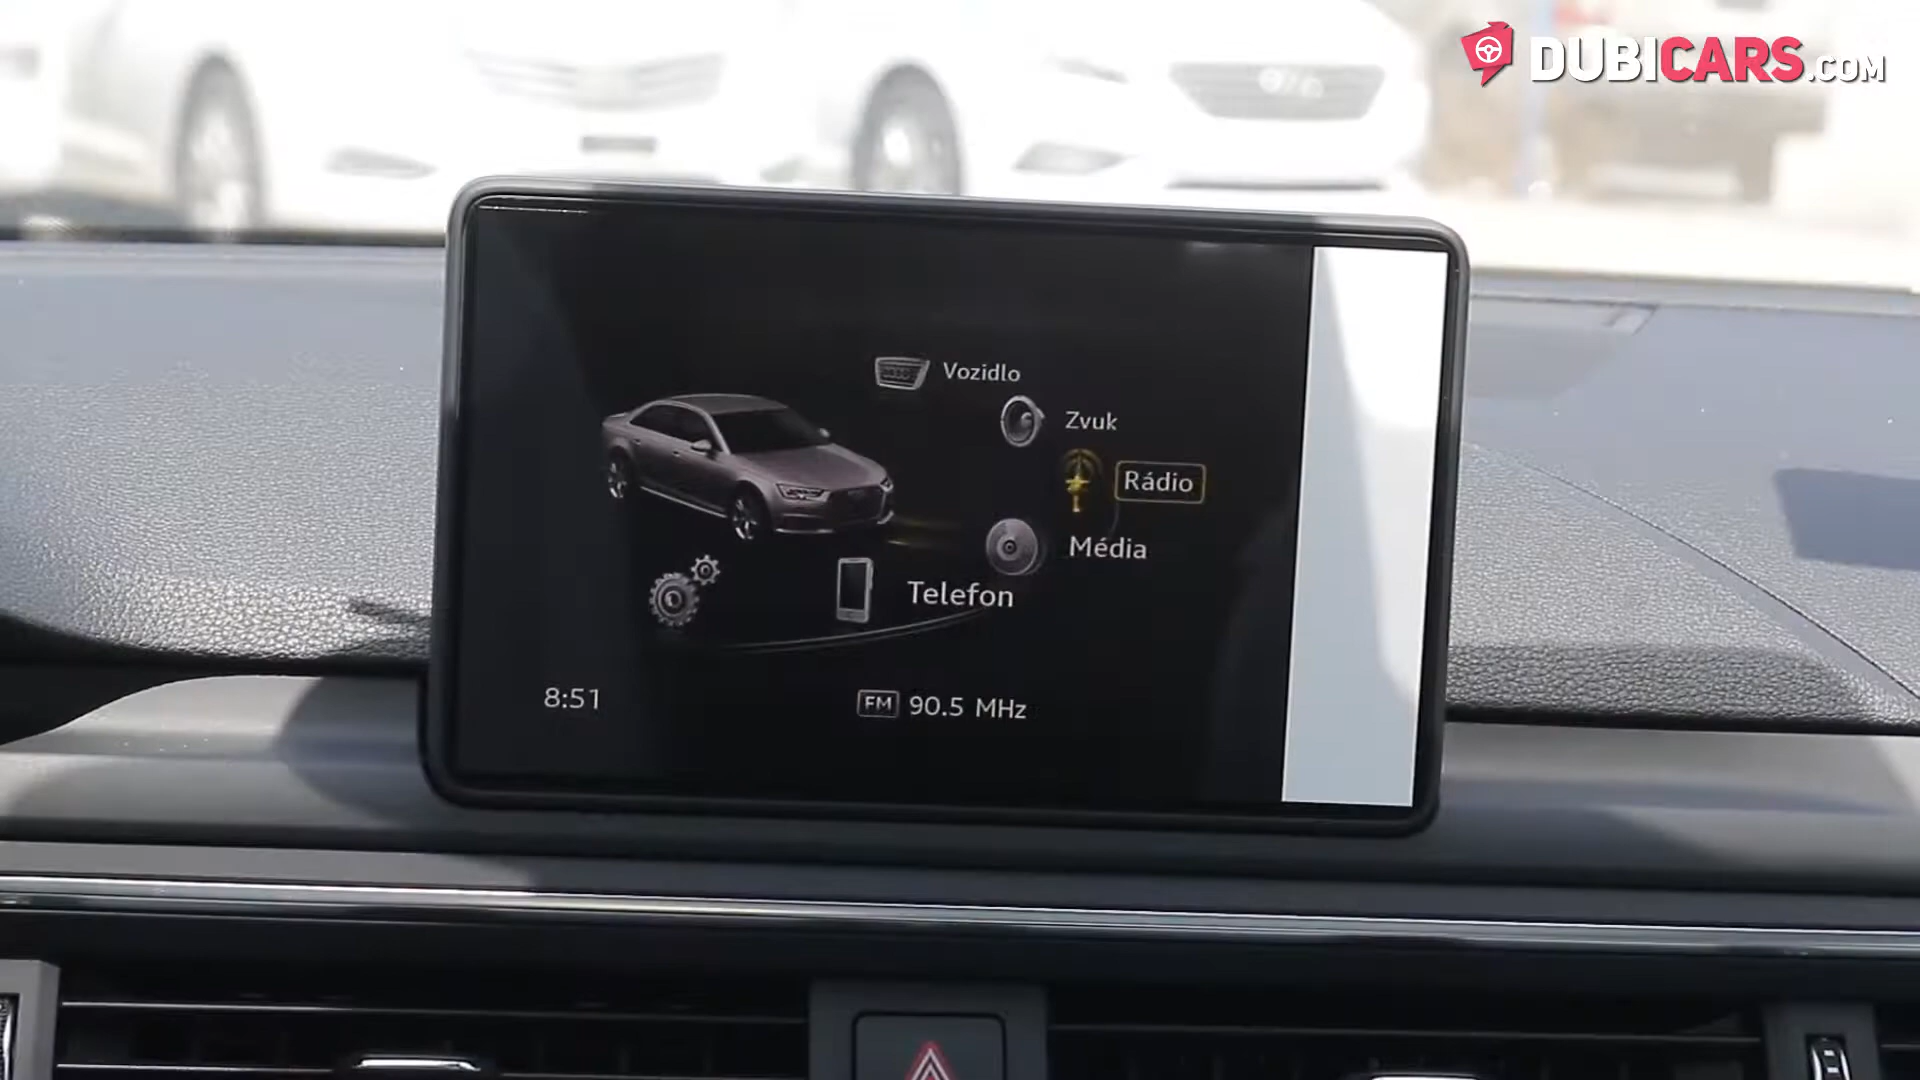 DUBICARS.COM
Vozidlo
Zvuk
Rádio
Média
Telefon
8:51
FM 90.5 MHz